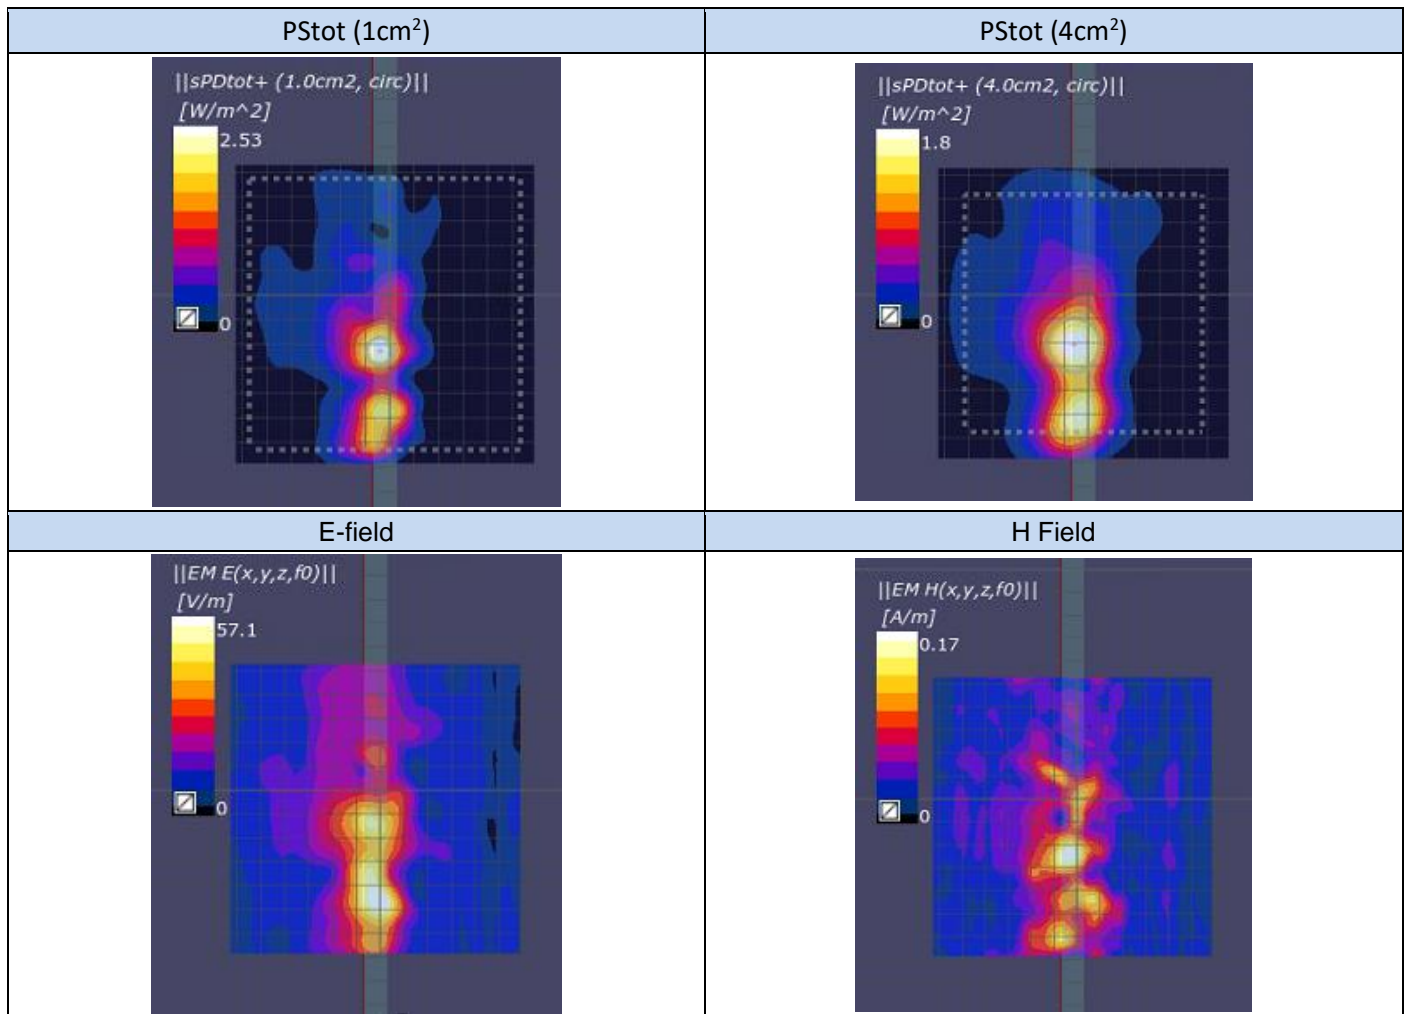 PStot (1cm²)
PStot (4cm²)
||sPDtot+ (1.0cm2, circ)||
[W/m^2]
2.53
0
||sPDtot+ (4.0cm2, circ)||
[W/m^2]
1.8
0
E-field
H Field
||EM E(x,y,z,f0)||
[V/m]
57.1
0
||EM H(x,y,z,f0)||
[A/m]
0.17
0